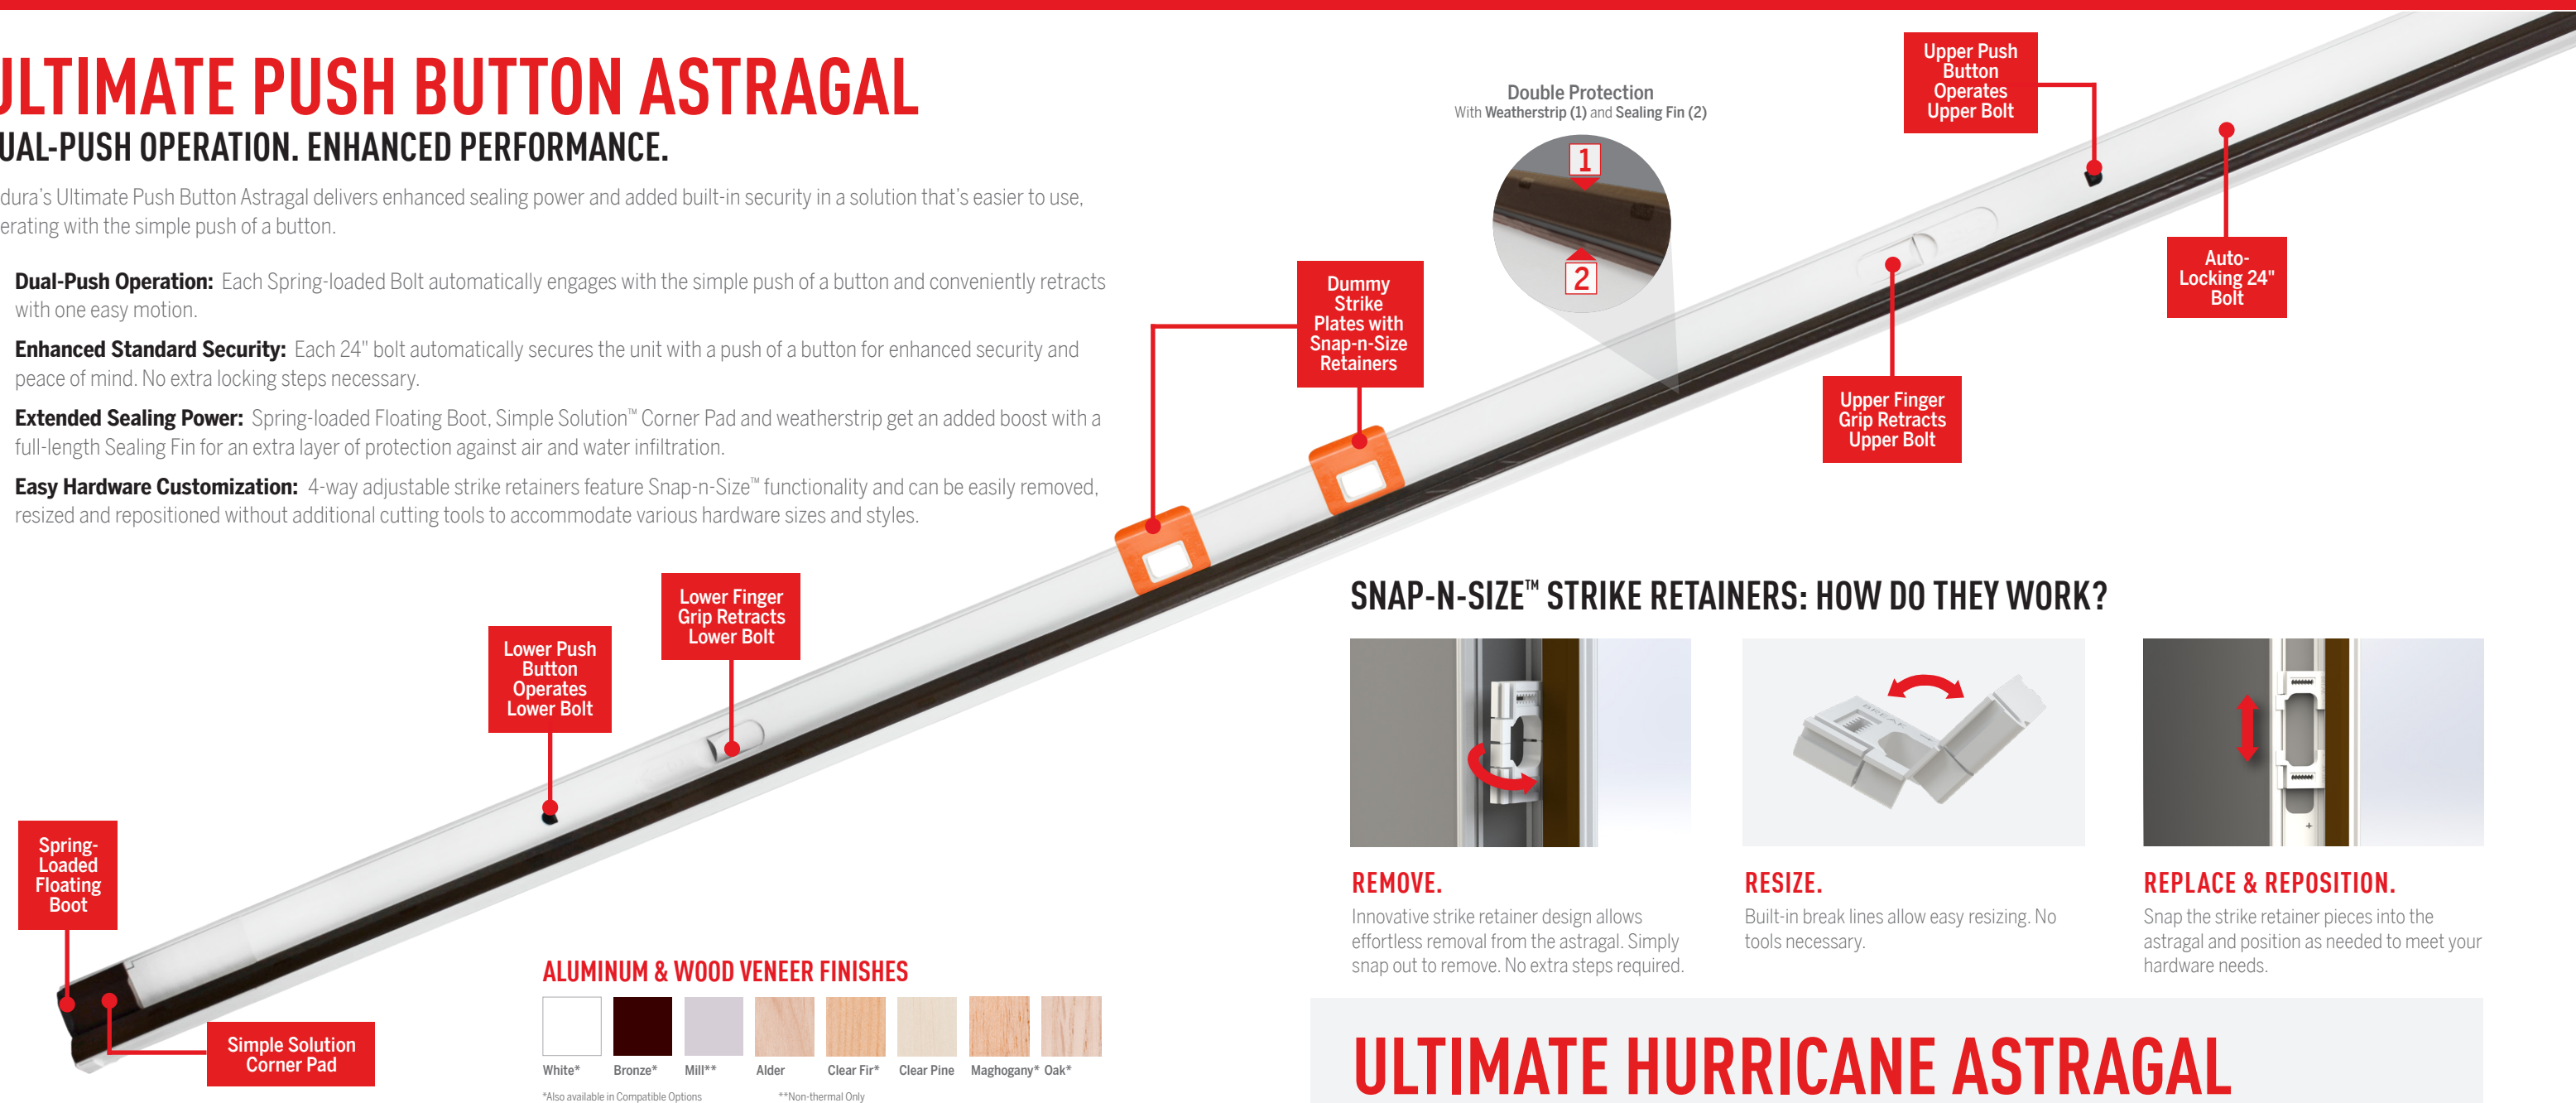 ULTIMATE PUSH BUTTON ASTRAGAL
UAL-PUSH OPERATION. ENHANCED PERFORMANCE.
dura's Ultimate Push Button Astragal delivers enhanced sealing power and added built-in security in a solution that's easier to use,
erating with the simple push of a button.
Dual-Push Operation: Each Spring-loaded Bolt automatically engages with the simple push of a button and conveniently retracts
with one easy motion.
Enhanced Standard Security: Each 24" bolt automatically secures the unit with a push of a button for enhanced security and
peace of mind. No extra locking steps necessary.
Extended Sealing Power: Spring-loaded Floating Boot, Simple Solution™ Corner Pad and weatherstrip get an added boost with a
full-length Sealing Fin for an extra layer of protection against air and water infiltration.
Easy Hardware Customization: 4-way adjustable strike retainers feature Snap-n-Size™ functionality and can be easily removed,
resized and repositioned without additional cutting tools to accommodate various hardware sizes and styles.
Double Protection
With Weatherstrip (1) and Sealing Fin (2)
1
2
Upper Push
Button
Operates
Upper Bolt
Auto-
Locking 24"
Bolt
Upper Finger
Grip Retracts
Upper Bolt
Dummy
Strike
Plates with
Snap-n-Size
Retainers
Lower Finger
Grip Retracts
Lower Bolt
Lower Push
Button
Operates
Lower Bolt
Spring-
Loaded
Floating
Boot
Simple Solution
Corner Pad
ALUMINUM & WOOD VENEER FINISHES
White* Bronze* Mill** Alder Clear Fir* Clear Pine Maghogany* Oak*
*Also available in Compatible Options **Non-thermal Only
SNAP-N-SIZE™ STRIKE RETAINERS: HOW DO THEY WORK?
BREAK
REMOVE.
Innovative strike retainer design allows
effortless removal from the astragal. Simply
snap out to remove. No extra steps required.
RESIZE.
Built-in break lines allow easy resizing. No
tools necessary.
REPLACE & REPOSITION.
Snap the strike retainer pieces into the
astragal and position as needed to meet your
hardware needs.
ULTIMATE HURRICANE ASTRAGAL